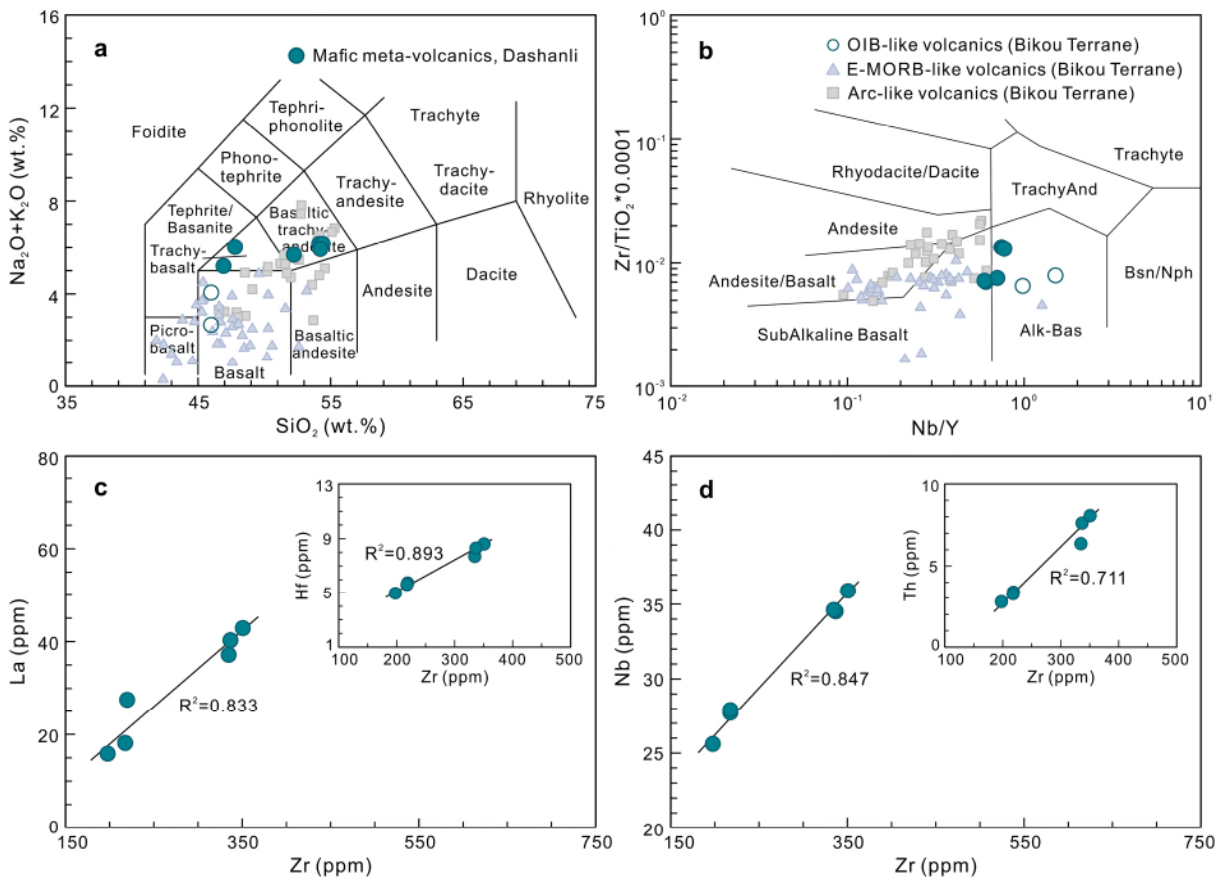 a
Mafic meta-volcanics, Dashanli
Foidite
Tephri-
phonolite
Trachyte
Phono-
tephrite
Trachy-
andesite
Trachy-
dacite
Rhyolite
Tephrite/
Basanite
Basaltic
trachy-
andesite
Trachy-
basalt
Picro-
basalt
Basalt
Basaltic
andesite
Andesite
Dacite
16
12
8
4
0
Na2O+K2O (wt.%)
35
45
55
65
75
SiO2 (wt.%)
b
OIB-like volcanics (Bikou Terrane)
E-MORB-like volcanics (Bikou Terrane)
Arc-like volcanics (Bikou Terrane)
Rhyodacite/Dacite
Trachyte
TrachyAnd
Andesite
Andesite/Basalt
SubAlkaline Basalt
Alk-Bas
Bsn/Nph
10^0
10^-1
10^-2
10^-3
Zr/TiO2*0.0001
10^-2
10^-1
10^0
10^1
Nb/Y
c
80
60
40
20
0
La (ppm)
150
350
550
750
Zr (ppm)
R²=0.833
13
9
5
1
Hf (ppm)
R²=0.893
100
200
300
400
500
Zr (ppm)
d
45
40
35
30
25
20
Nb (ppm)
150
350
550
750
Zr (ppm)
R²=0.847
10
5
0
Th (ppm)
R²=0.711
100
200
300
400
500
Zr (ppm)